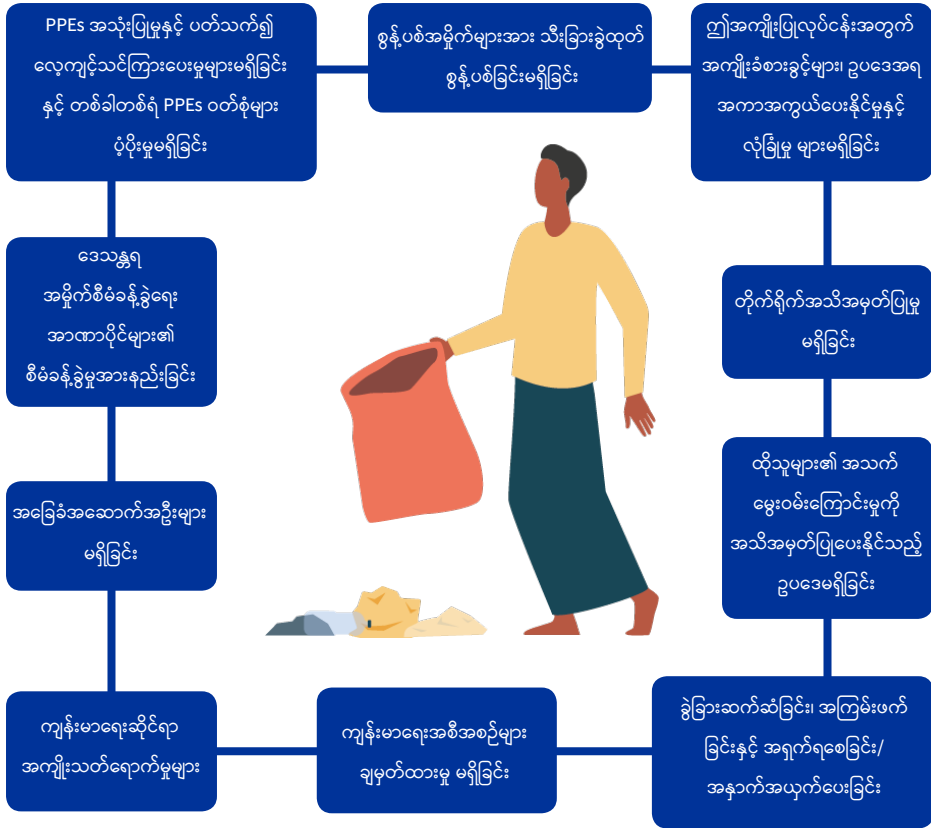 PPEs အသုံးပြုမှုနှင့် ပတ်သက်၍
လေ့ကျင့်သင်ကြားပေးမှုများမရှိခြင်း
နှင့် တစ်ခါတစ်ရံ PPEs ဝတ်စုံများ
ပံ့ပိုးမှုမရှိခြင်း
စွန့်ပစ်အမှိုက်များအား သီးခြားခွဲထုတ်
စွန့်ပစ်ခြင်းမရှိခြင်း
ဤအကျိုးပြုလုပ်ငန်းအတွက်
အကျိုးခံစားခွင့်များ၊ ဥပဒေအရ
အကာအကွယ်ပေးနိုင်မှုနှင့်
လုံခြုံမှု များမရှိခြင်း
တိုက်ရိုက်အသိအမှတ်ပြုမှု
မရှိခြင်း
ထိုသူများ၏ အသက်
မွေးဝမ်းကြောင်းမှုကို
အသိအမှတ်ပြုပေးနိုင်သည့်
ဥပဒေမရှိခြင်း
ခွဲခြားဆက်ဆံခြင်း၊ အကြမ်းဖက်
ခြင်းနှင့် အရှက်ရစေခြင်း/
အနှာက်အယှက်ပေးခြင်း
ကျန်းမာရေးအစီအစဉ်များ
ချမှတ်ထားမှု မရှိခြင်း
ကျန်းမာရေးဆိုင်ရာ
အကျိုးသတ်ရောက်မှုများ
အခြေခံအဆောက်အဦးများ
မရှိခြင်း
ဒေသန္တရ
အမှိုက်စီမံခန့်ခွဲရေး
အာဏာပိုင်များ၏
စီမံခန့်ခွဲမှုအားနည်းခြင်း